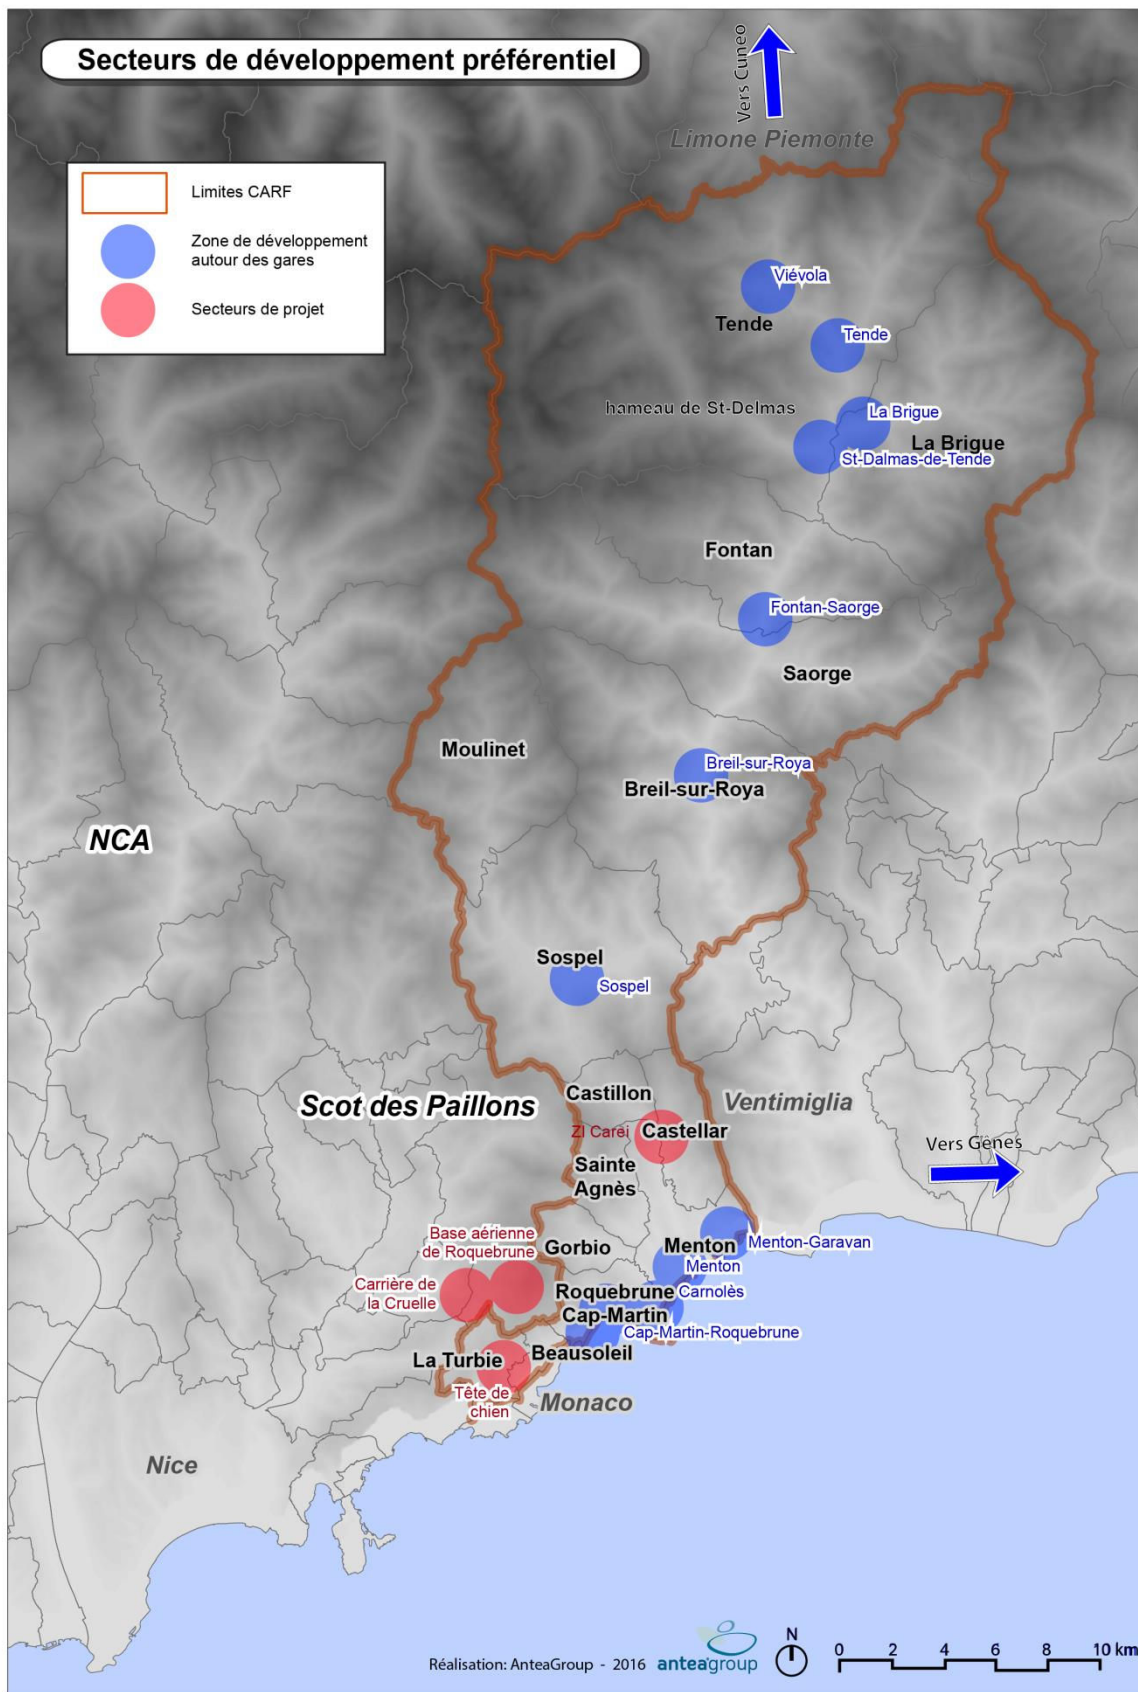 Secteurs de développement préférentiel
Vers Cuneo
Limone Piemonte
Limites CARF
Zone de développement
autour des gares
Secteurs de projet
Viévola
Tende
Tende
hameau de St-Delmas
La Brigue
La Brigue
St-Dalmas-de-Tende
Fontan
Fontan-Saorge
Saorge
Moulinet
Breil-sur-Roya
Breil-sur-Roya
NCA
Sospel
Sospel
Castillon
Scot des Paillons
Ventimiglia
ZI Carei
Castellar
Vers Gênes
Sainte
Agnès
Base aérienne
de Roquebrune
Gorbio
Menton
Menton-Garavan
Menton
Carrière de
la Cruelle
Roquebrune
Cap-Martin
Carnolès
Cap-Martin-Roquebrune
La Turbie
Beausoleil
Tête de
chien
Monaco
Nice
Réalisation: AnteaGroup - 2016
anteagroup
N
0 2 4 6 8 10 km